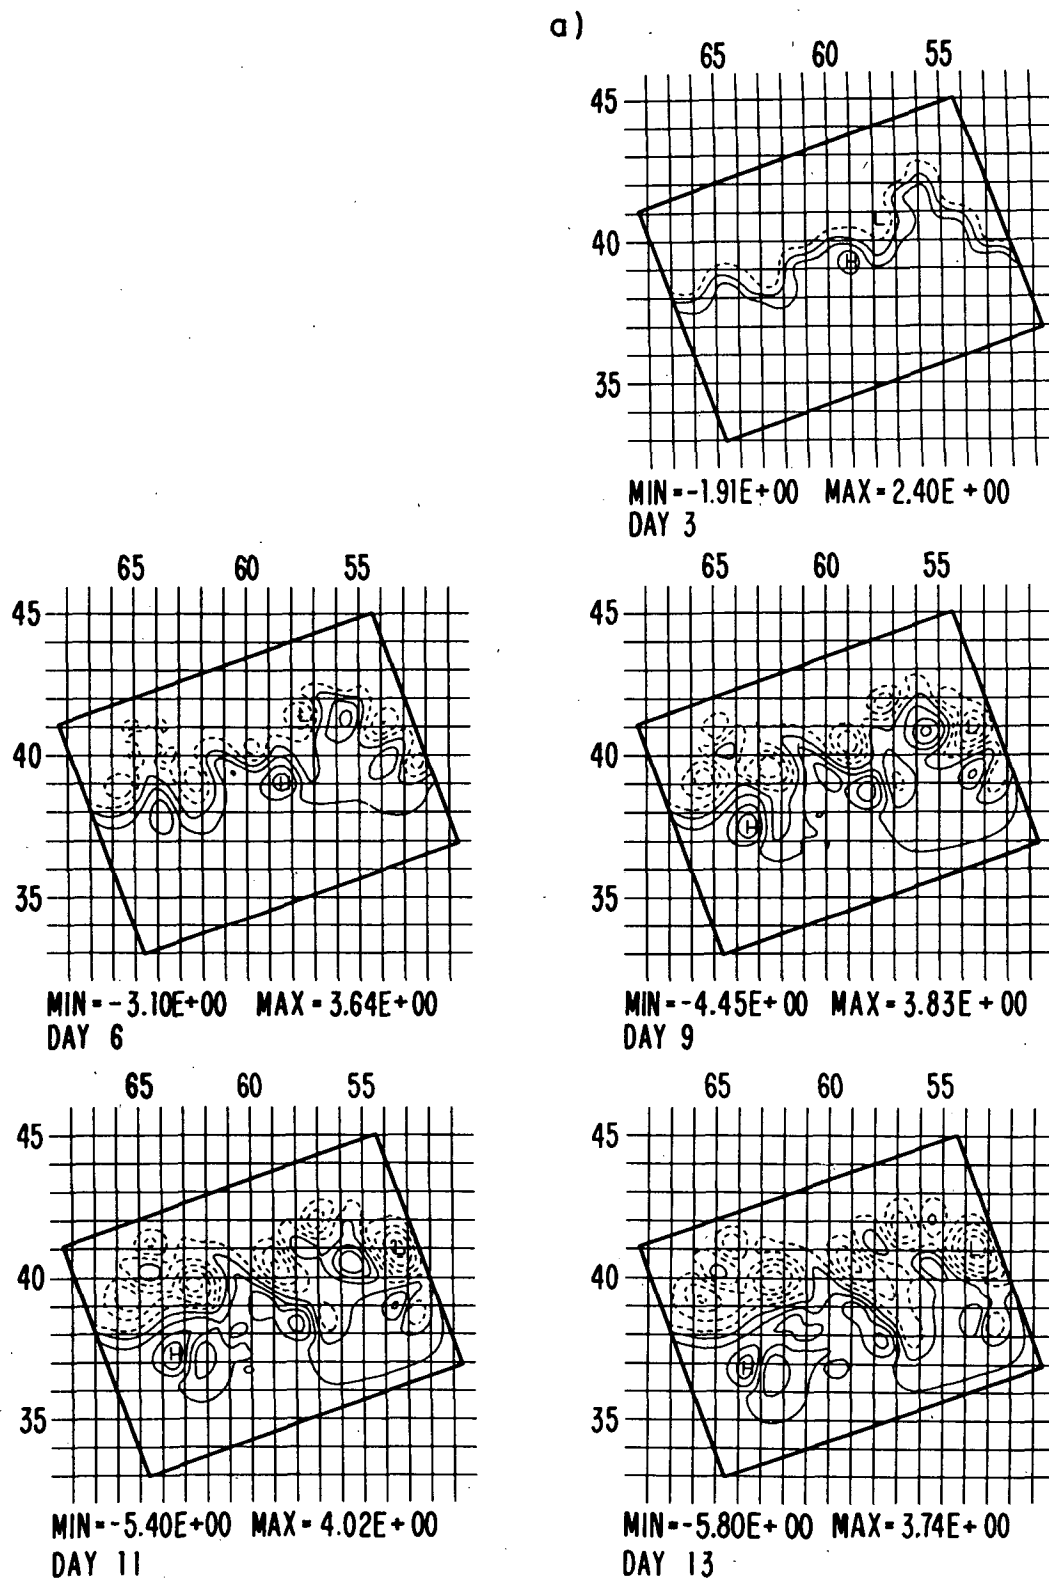 a)
65 60 55
45
40
L
H
35
MIN=-1.91E+00 MAX=2.40E+00
DAY 3
65 60 55
45
L
40
35
MIN=-3.10E+00 MAX=3.64E+00
DAY 6
65 60 55
45
40
L
H
35
MIN=-4.45E+00 MAX=3.83E+00
DAY 9
65 60 55
45
L
40
H
35
MIN=-5.40E+00 MAX=4.02E+00
DAY 11
65 60 55
45
40
H
35
MIN=-5.80E+00 MAX=3.74E+00
DAY 13